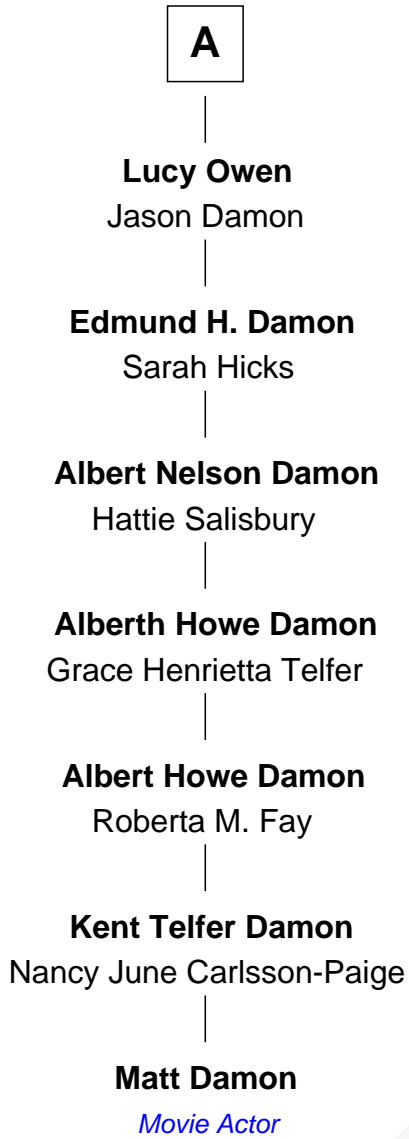 A
Lucy Owen
Jason Damon
Edmund H. Damon
Sarah Hicks
Albert Nelson Damon
Hattie Salisbury
Alberth Howe Damon
Grace Henrietta Telfer
Albert Howe Damon
Roberta M. Fay
Kent Telfer Damon
Nancy June Carlsson-Paige
Matt Damon
Movie Actor